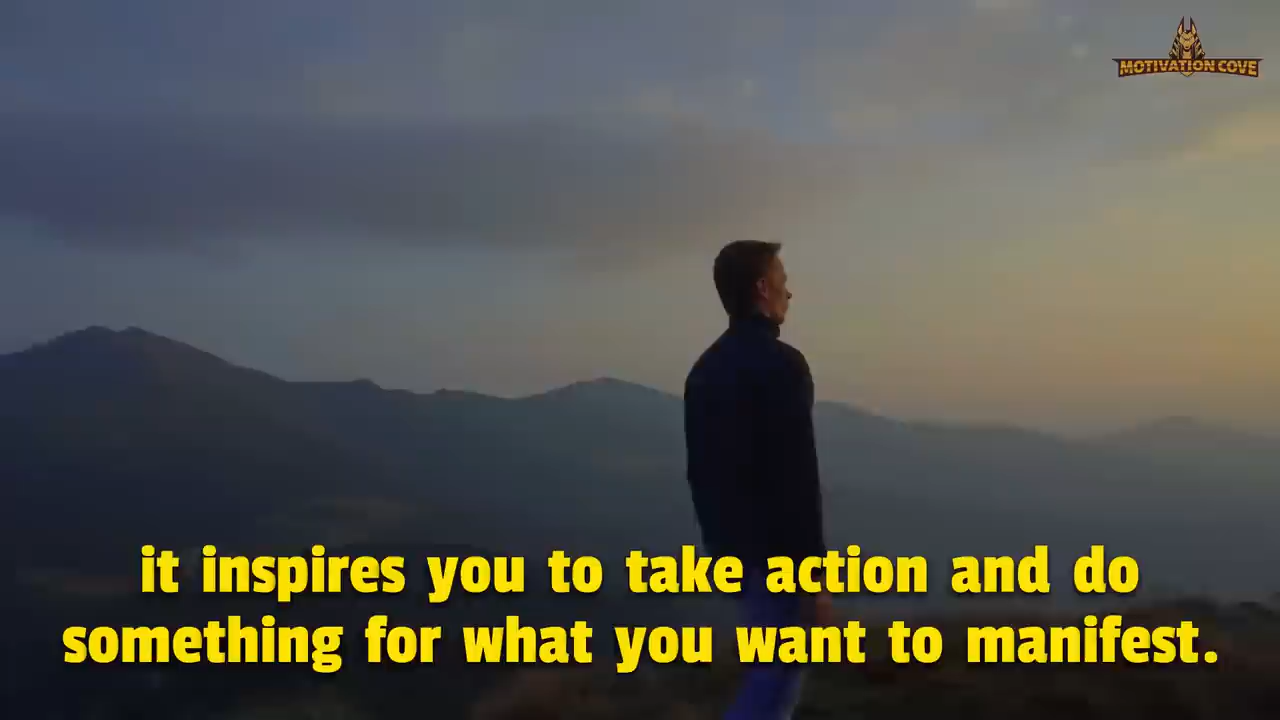 MOTIVATION COVE
it inspires you to take action and do
something for what you want to manifest.